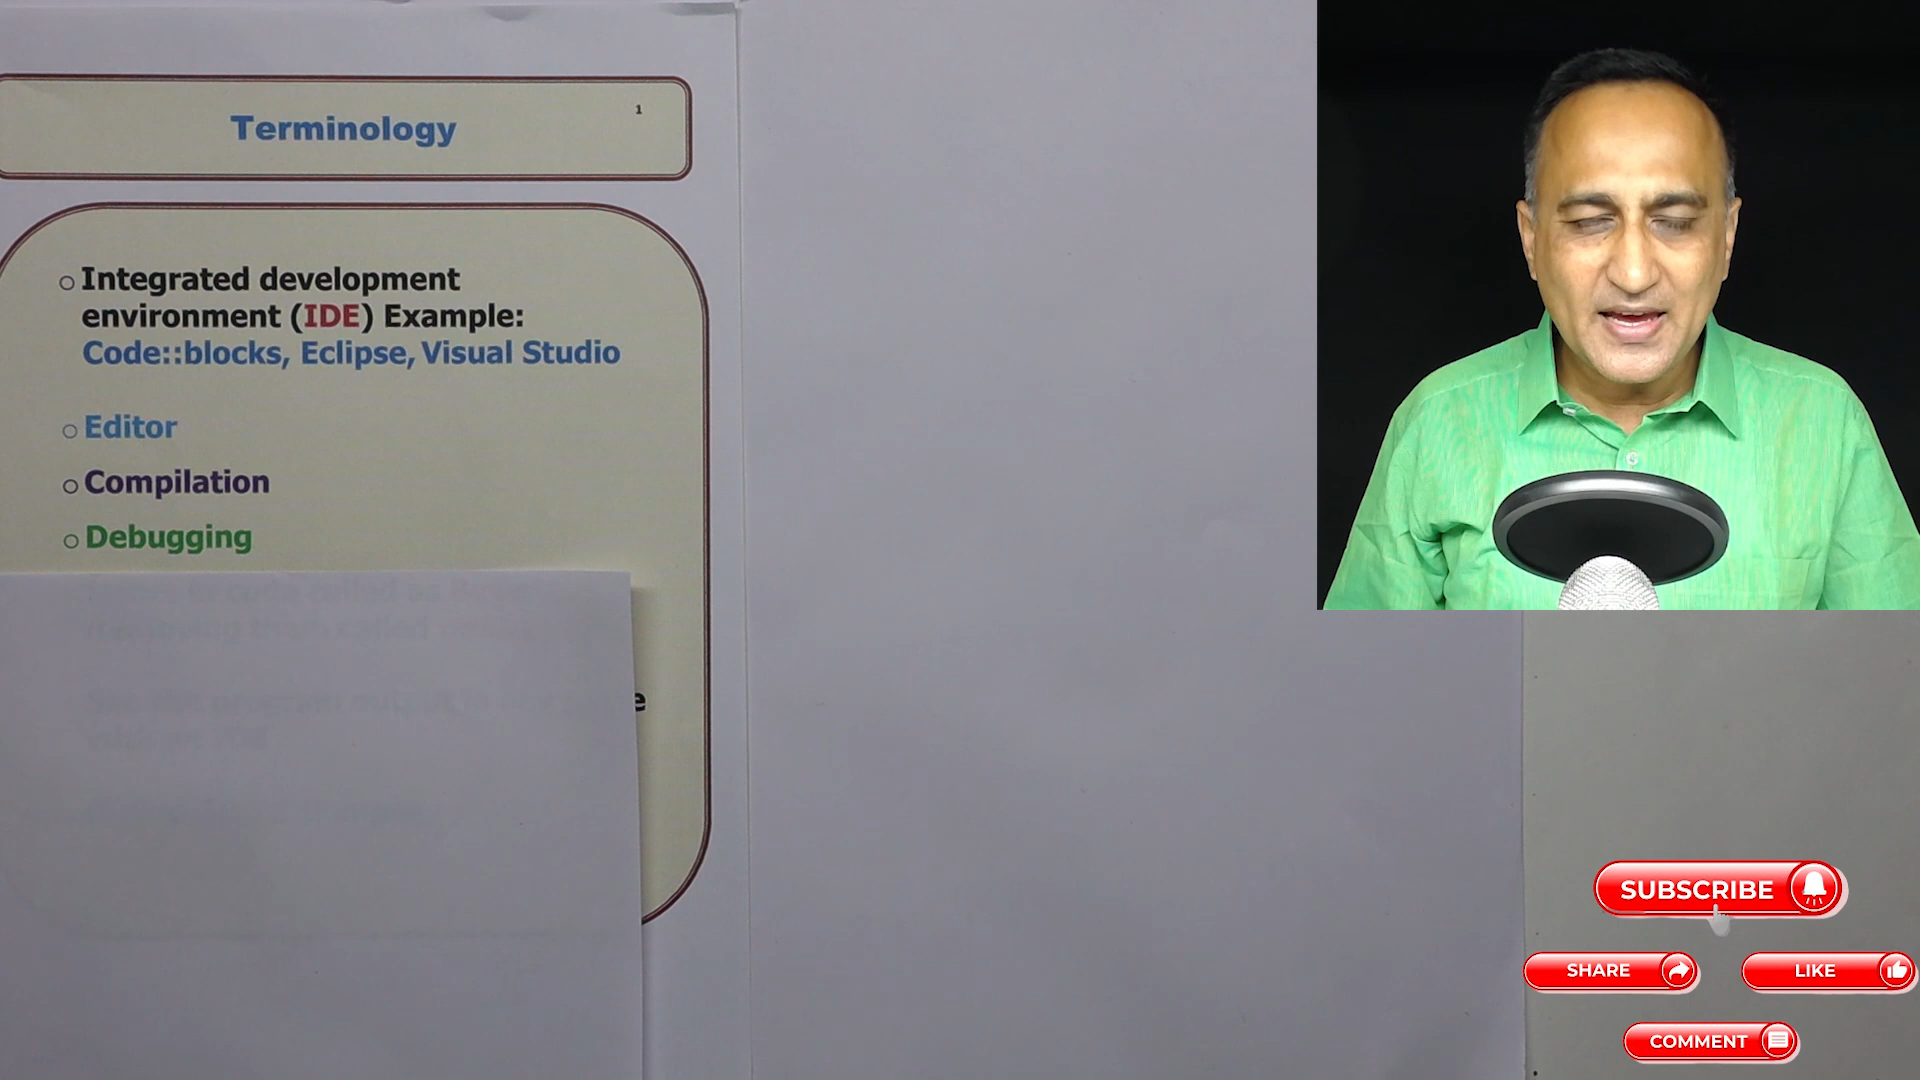 Terminology
1
Integrated development
environment (IDE) Example:
Code::blocks, Eclipse, Visual Studio
Editor
Compilation
Debugging
SUBSCRIBE
SHARE
LIKE
COMMENT